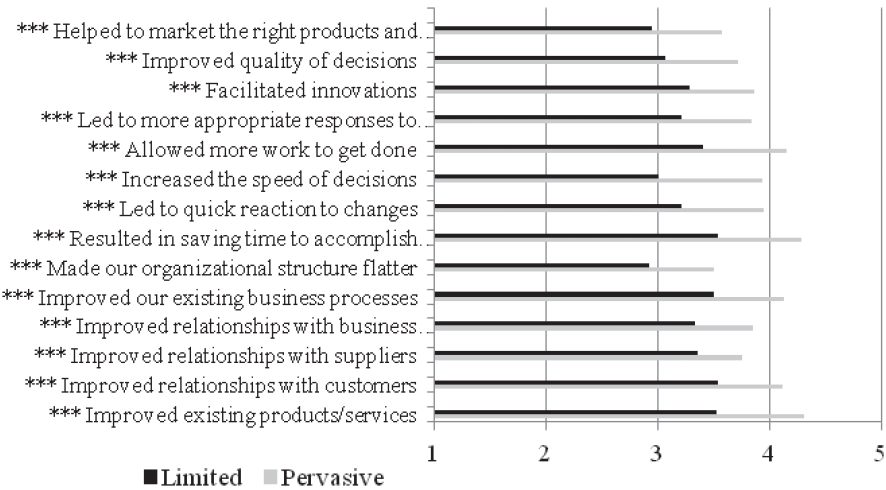 *** Helped to market the right products and.
*** Improved quality of decisions
*** Facilitated innovations
*** Led to more appropriate responses to.
*** Allowed more work to get done
*** Increased the speed of decisions
*** Led to quick reaction to changes
*** Resulted in saving time to accomplish.
*** Made our organizational structure flatter
*** Improved our existing business processes
*** Improved relationships with business.
*** Improved relationships with suppliers
*** Improved relationships with customers
*** Improved existing products/services
1 2 3 4 5
Limited Pervasive